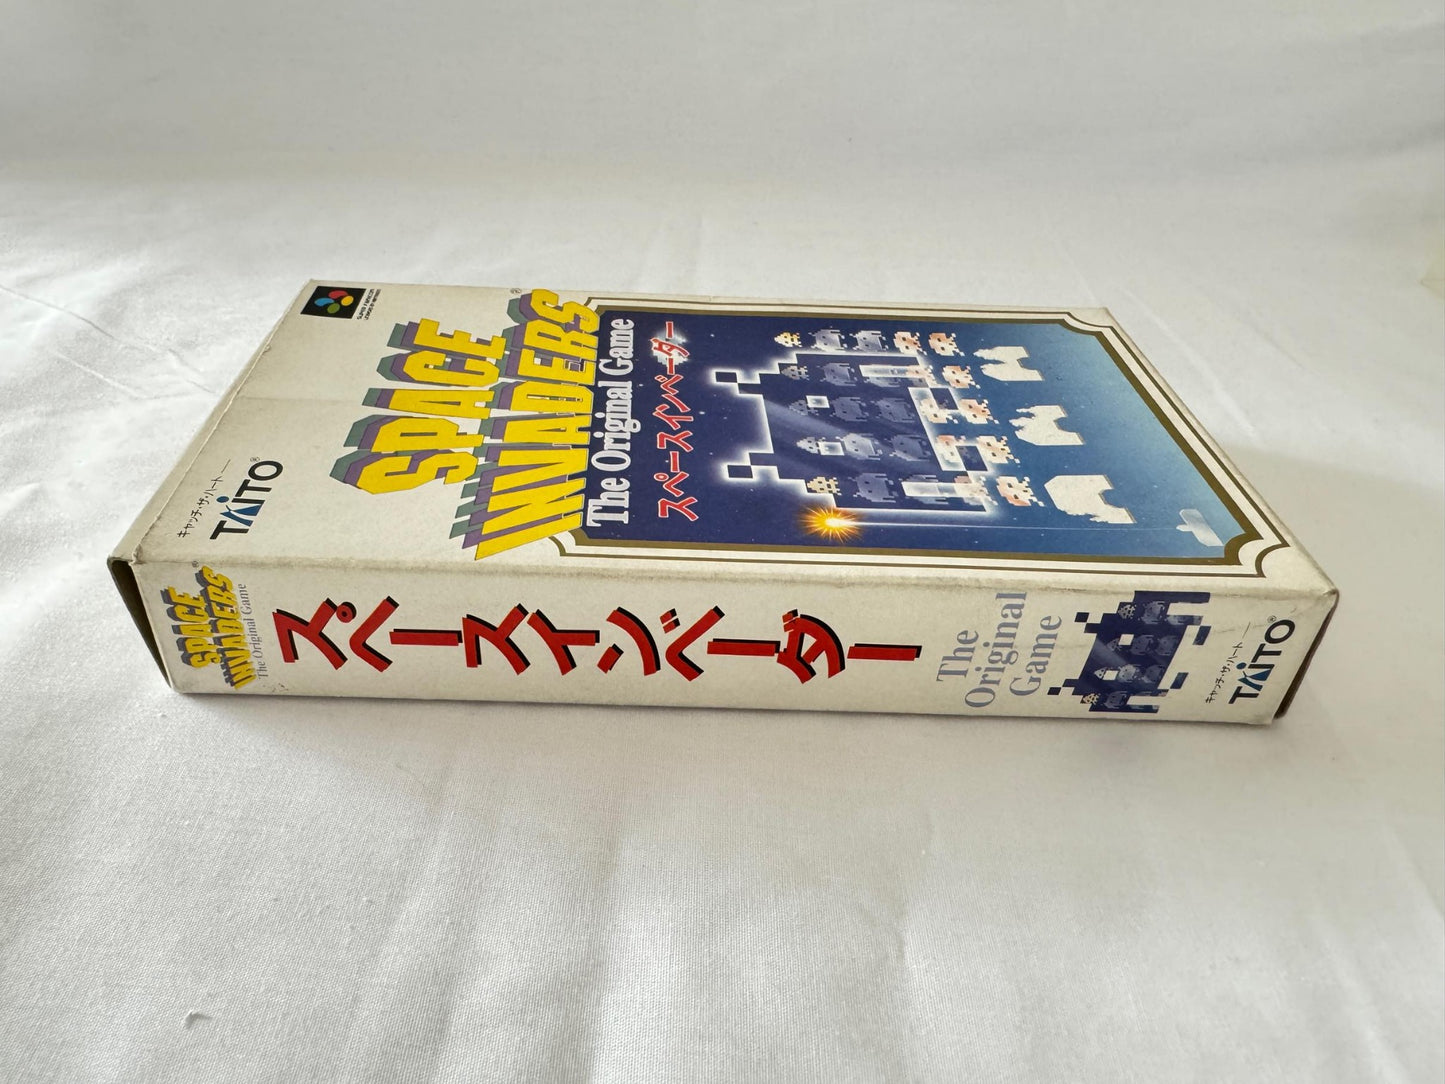 SUPER FAMICOM
キャッチ・ザ・ハート
TAITO®
SPACE
INVADERS®
The Original Game
スペースインベーダー
SPACE
INVADERS®
The Original Game
スペースインベーダー
The
Original
Game
キャッチ・ザ・ハート
TAITO®